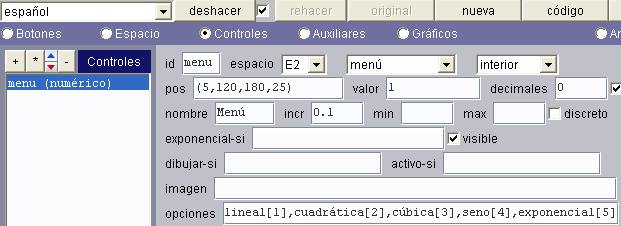 español deshacer rehacer original nueva código
Botones Espacio Controles Auxiliares Gráficos An
+ * - Controles
menu (numérico)
id menu espacio E2 menú interior
pos (5,120,180,25) valor 1 decimales 0
nombre Menú incr 0.1 min max discreto
exponencial-si visible
dibujar-si activo-si
imagen
opciones lineal[1],cuadrática[2],cúbica[3],seno[4],exponencial[5]